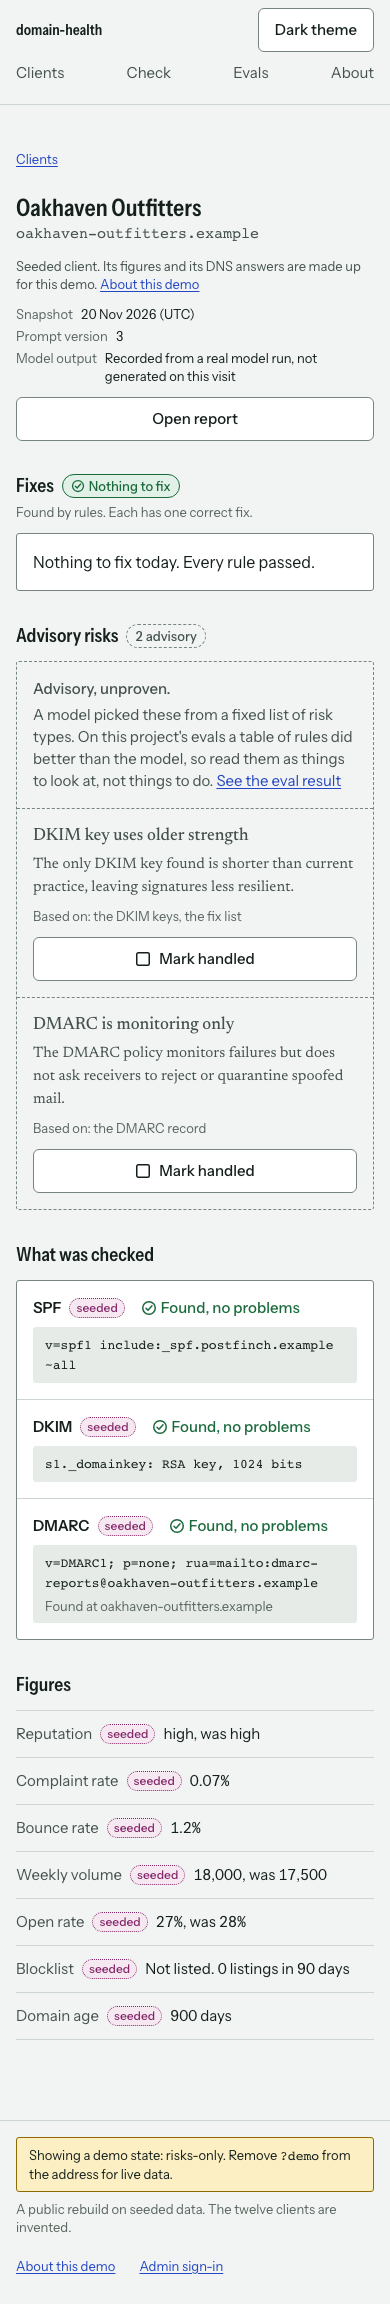 domain-health
Dark theme
Clients
Check
Evals
About
Clients
Oakhaven Outfitters
oakhaven-outfitters.example
Seeded client. Its figures and its DNS answers are made up
for this demo. About this demo
Snapshot 20 Nov 2026 (UTC)
Prompt version 3
Model output Recorded from a real model run, not
generated on this visit
Open report
Fixes Nothing to fix
Found by rules. Each has one correct fix.
Nothing to fix today. Every rule passed.
Advisory risks 2 advisory
Advisory, unproven.
A model picked these from a fixed list of risk
types. On this project's evals a table of rules did
better than the model, so read them as things
to look at, not things to do. See the eval result
DKIM key uses older strength
The only DKIM key found is shorter than current
practice, leaving signatures less resilient.
Based on: the DKIM keys, the fix list
Mark handled
DMARC is monitoring only
The DMARC policy monitors failures but does
not ask receivers to reject or quarantine spoofed
mail.
Based on: the DMARC record
Mark handled
What was checked
SPF seeded Found, no problems
v=spf1 include:_spf.postfinch.example
~all
DKIM seeded Found, no problems
s1._domainkey: RSA key, 1024 bits
DMARC seeded Found, no problems
v=DMARC1; p=none; rua=mailto:dmarc-
reports@oakhaven-outfitters.example
Found at oakhaven-outfitters.example
Figures
Reputation seeded high, was high
Complaint rate seeded 0.07%
Bounce rate seeded 1.2%
Weekly volume seeded 18,000, was 17,500
Open rate seeded 27%, was 28%
Blocklist seeded Not listed. 0 listings in 90 days
Domain age seeded 900 days
Showing a demo state: risks-only. Remove ?demo from
the address for live data.
A public rebuild on seeded data. The twelve clients are
invented.
About this demo
Admin sign-in